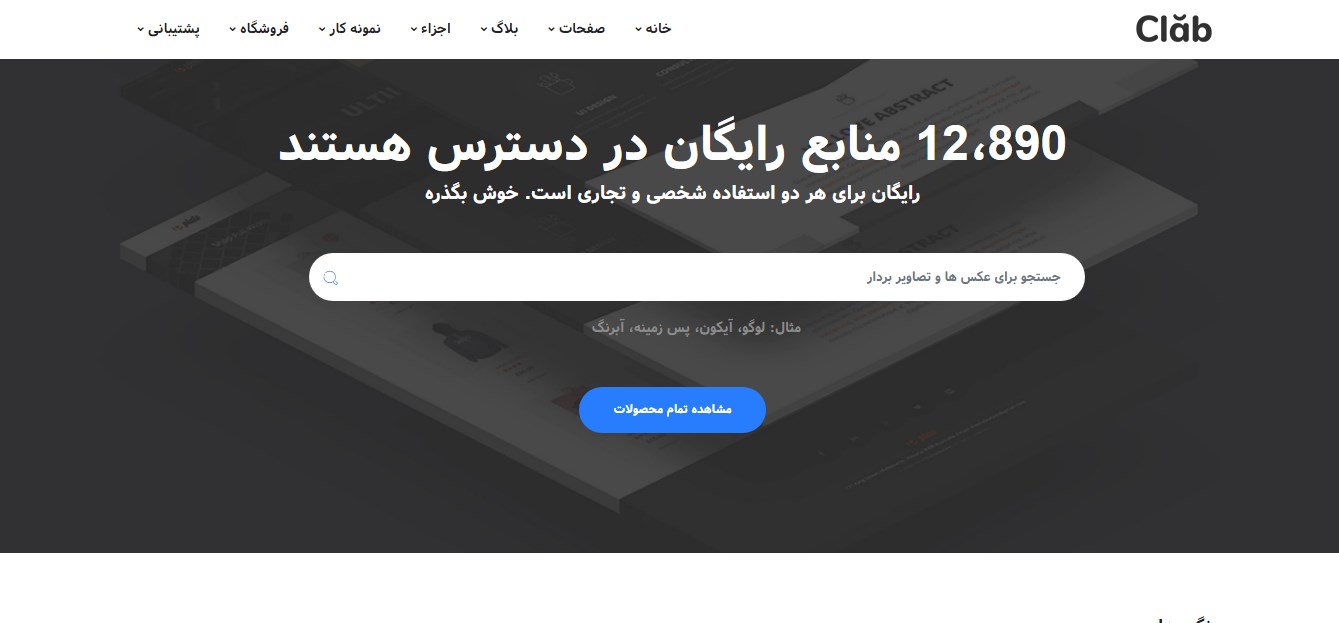 Clăb
خانه
صفحات
بلاگ
اجزاء
نمونه کار
فروشگاه
پشتیبانی
12،890 منابع رایگان در دسترس هستند
رایگان برای هر دو استفاده شخصی و تجاری است. خوش بگذره
جستجو برای عکس ها و تصاویر بردار
مثال: لوگو، آیکون، پس زمینه، آبرنگ
مشاهده تمام محصولات